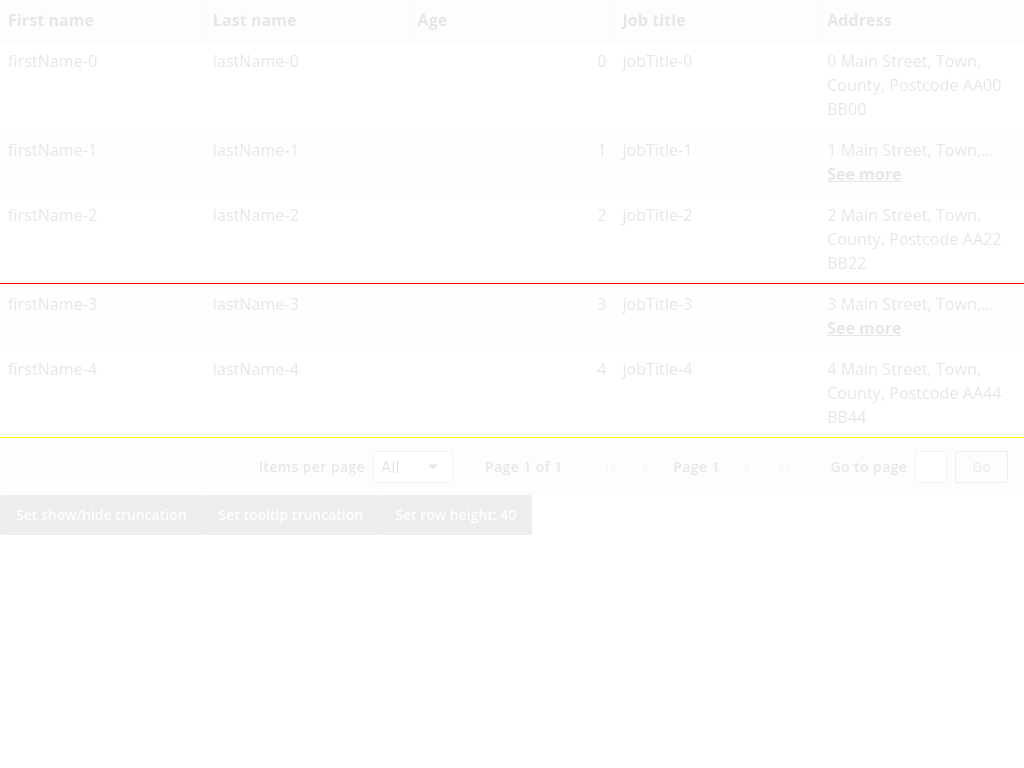 First name Last name Age Job title Address
firstName-0 lastName-0 0 jobTitle-0 0 Main Street, Town,
County, Postcode AA00
BB00
firstName-1 lastName-1 1 jobTitle-1 1 Main Street, Town,...
See more
firstName-2 lastName-2 2 jobTitle-2 2 Main Street, Town,
County, Postcode AA22
BB22
firstName-3 lastName-3 3 jobTitle-3 3 Main Street, Town,...
See more
firstName-4 lastName-4 4 jobTitle-4 4 Main Street, Town,
County, Postcode AA44
BB44
Items per page All Page 1 of 1 Page 1 Go to page Go
Set show/hide truncation Set tooltip truncation Set row height: 40